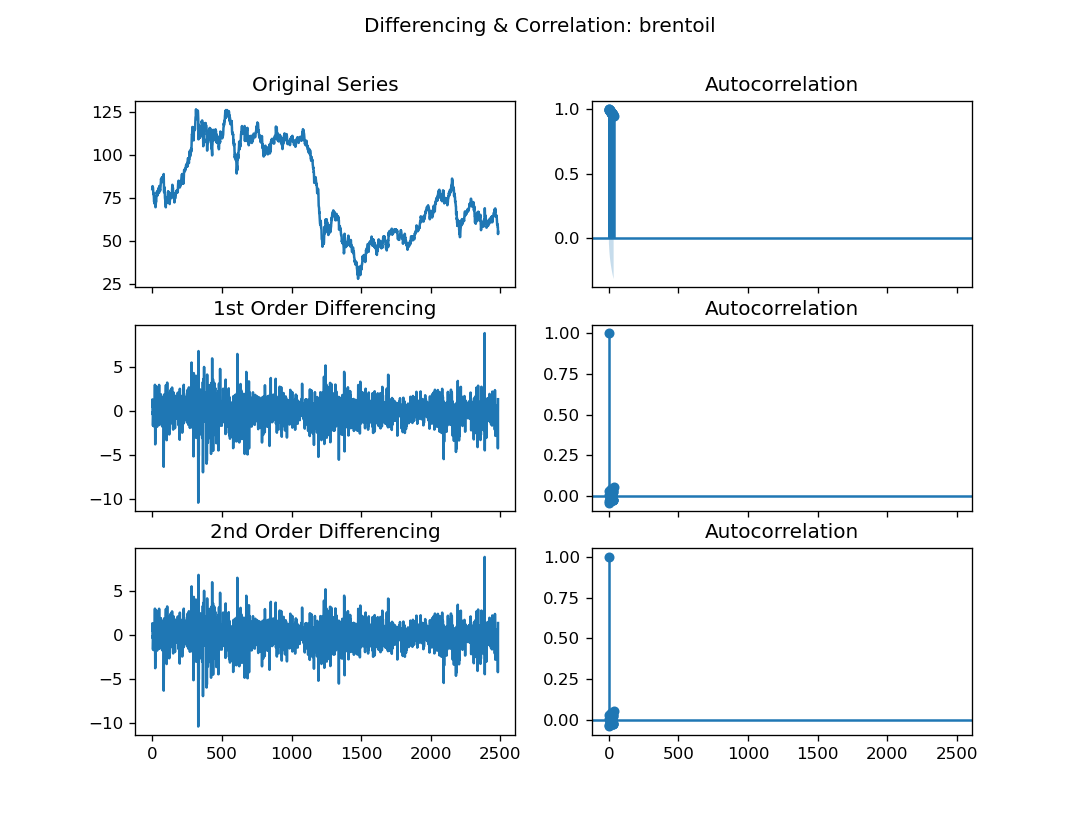 Differencing & Correlation: brentoil
Original Series
Autocorrelation
125
100
75
50
25
1.0
0.5
0.0
1st Order Differencing
Autocorrelation
5
0
−5
−10
1.00
0.75
0.50
0.25
0.00
2nd Order Differencing
Autocorrelation
5
0
−5
−10
1.00
0.75
0.50
0.25
0.00
0 500 1000 1500 2000 2500
0 500 1000 1500 2000 2500